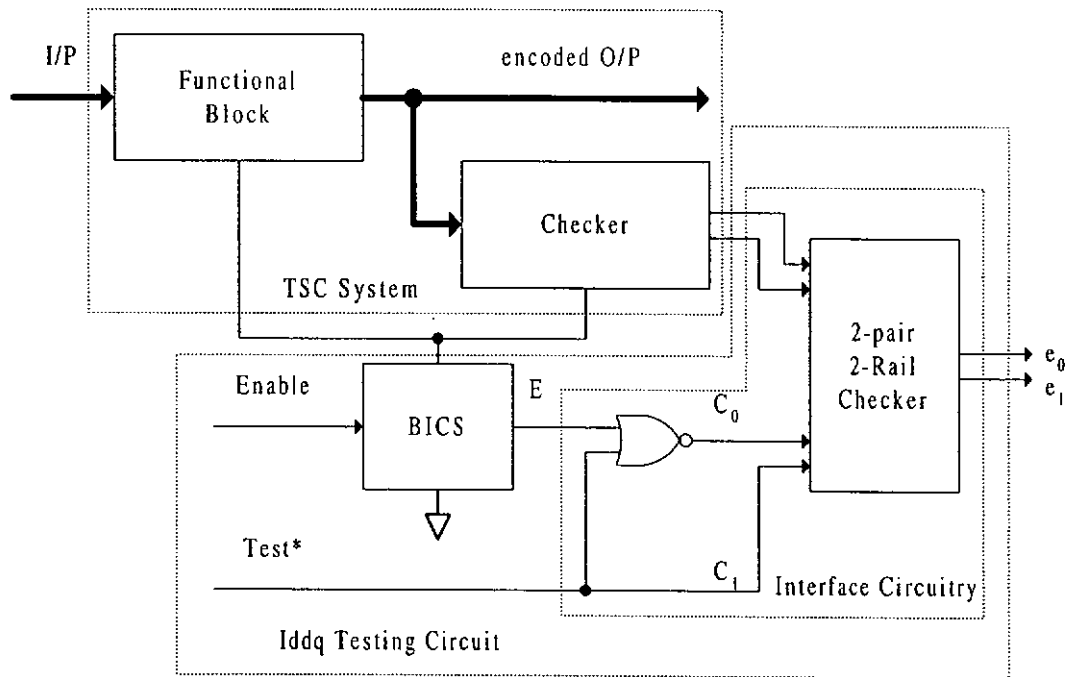 I/P
Functional
Block
encoded O/P
Checker
TSC System
2-pair
2-Rail
Checker
e₀
e₁
Enable
BICS
E
C₀
Test*
C₁
Interface Circuitry
Iddq Testing Circuit